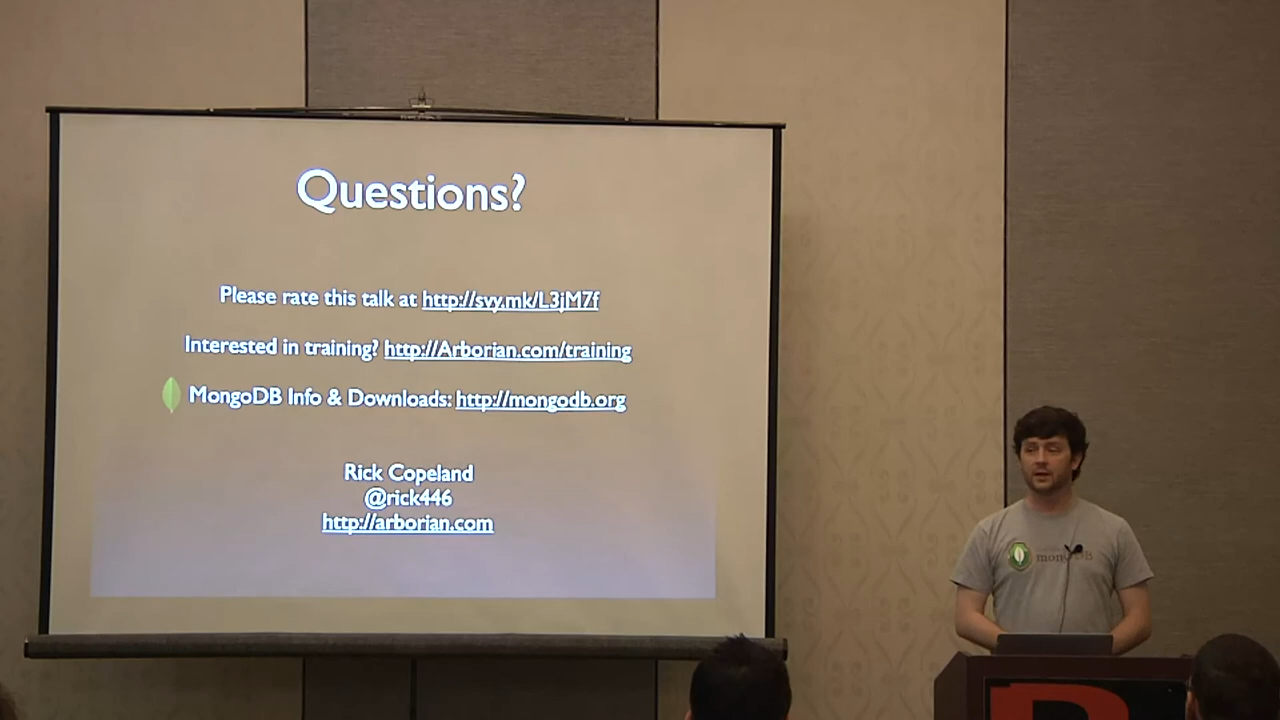 Questions?
Please rate this talk at http://svy.mk/L3jM7f
Interested in training? http://Arborian.com/training
MongoDB Info & Downloads: http://mongodb.org
Rick Copeland
@rick446
http://arborian.com
mongoDB